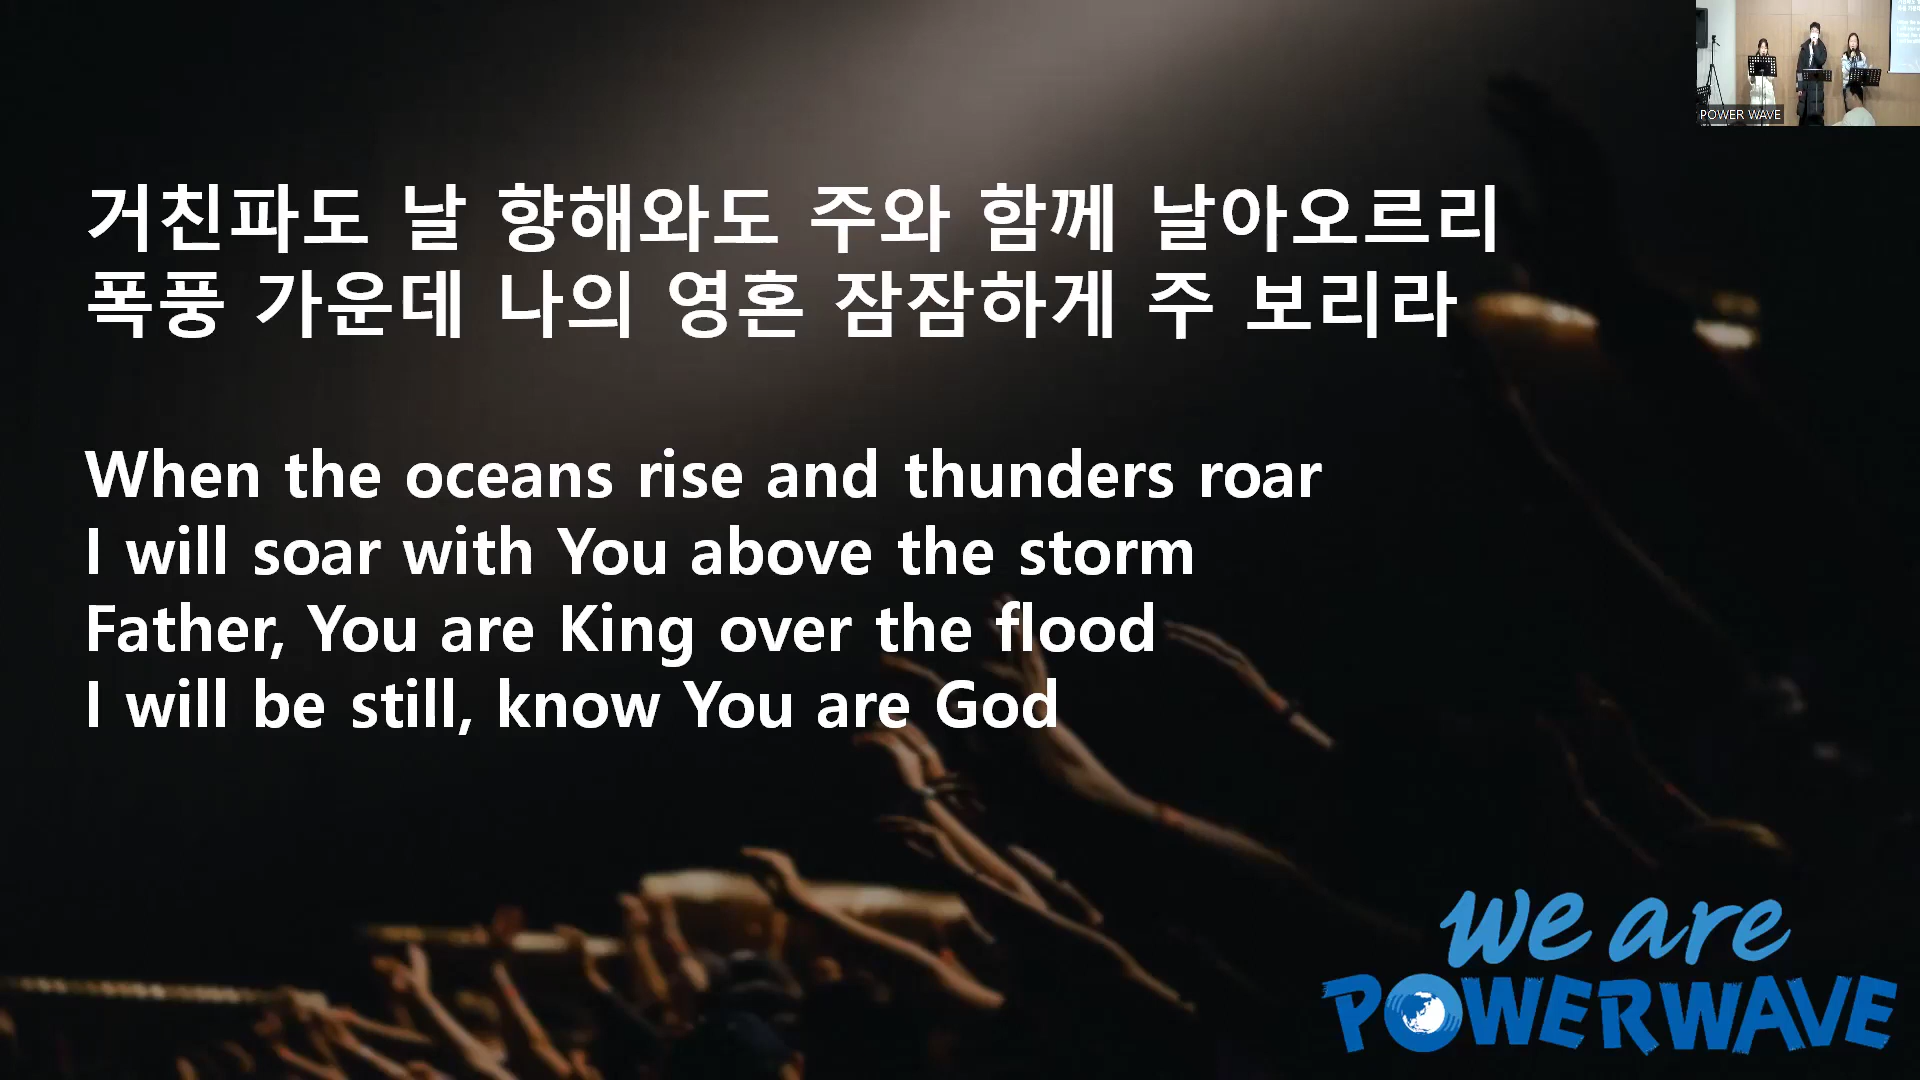 POWER WAVE
거친파도 날 향해와도 주와 함께 날아오르리
폭풍 가운데 나의 영혼 잠잠하게 주 보리라
When the oceans rise and thunders roar
I will soar with You above the storm
Father, You are King over the flood
I will be still, know You are God
we are
POWERWAVE